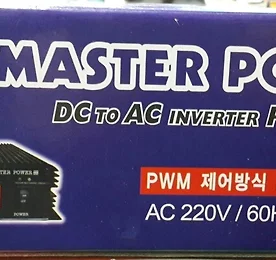 MASTER PO
DC TO AC INVERTER
MASTER POWER
POWER
PWM 제어방식
AC 220V / 60H